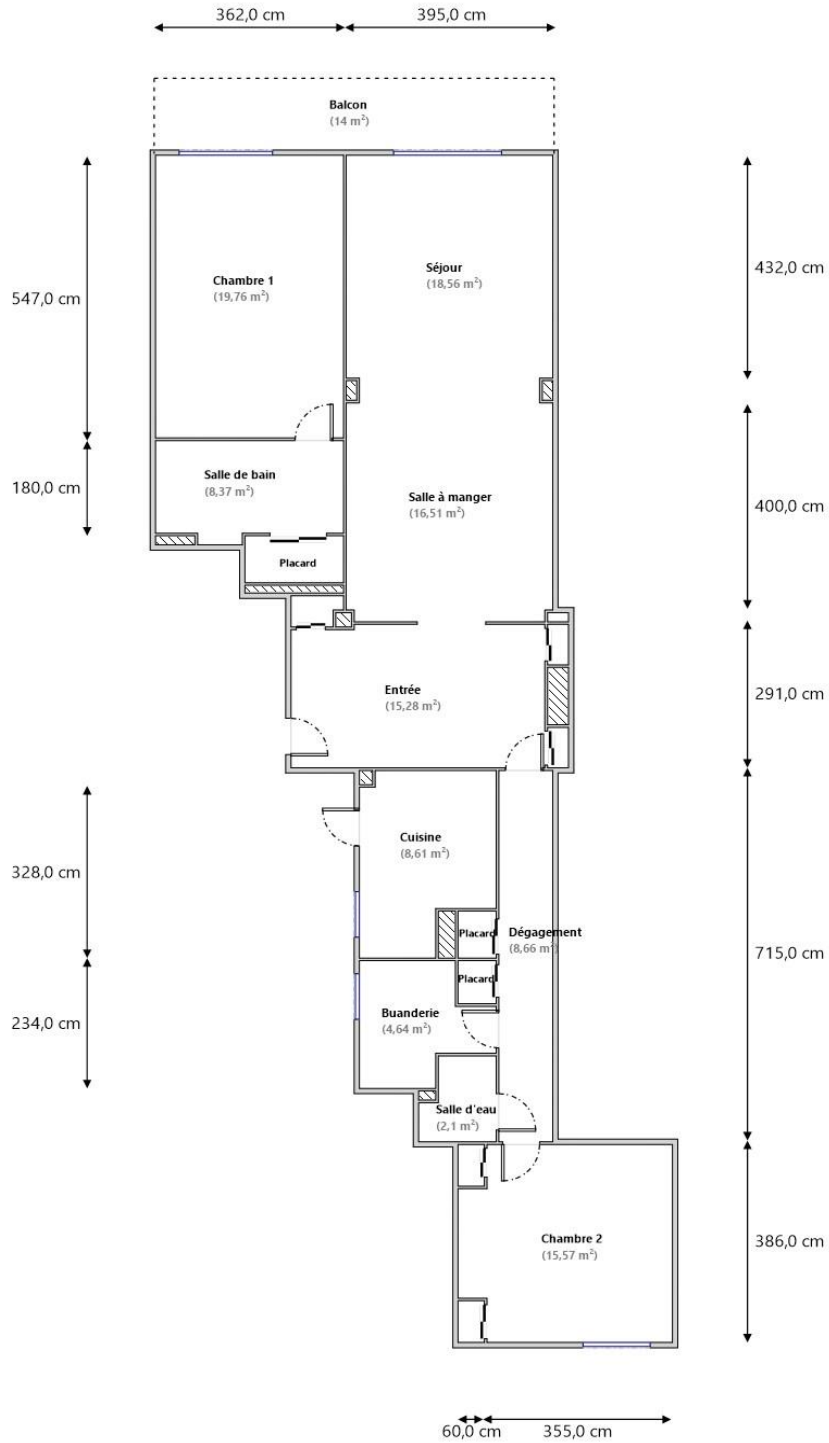 362,0 cm
395,0 cm
Balcon
(14 m²)
547,0 cm
Chambre 1
(19,76 m²)
Séjour
(18,56 m²)
432,0 cm
180,0 cm
Salle de bain
(8,37 m²)
Salle à manger
(16,51 m²)
400,0 cm
Placard
Entrée
(15,28 m²)
291,0 cm
328,0 cm
Cuisine
(8,61 m²)
Placard
Dégagement
(8,66 m²)
715,0 cm
Placard
234,0 cm
Buanderie
(4,64 m²)
Salle d'eau
(2,1 m²)
Chambre 2
(15,57 m²)
386,0 cm
60,0 cm
355,0 cm